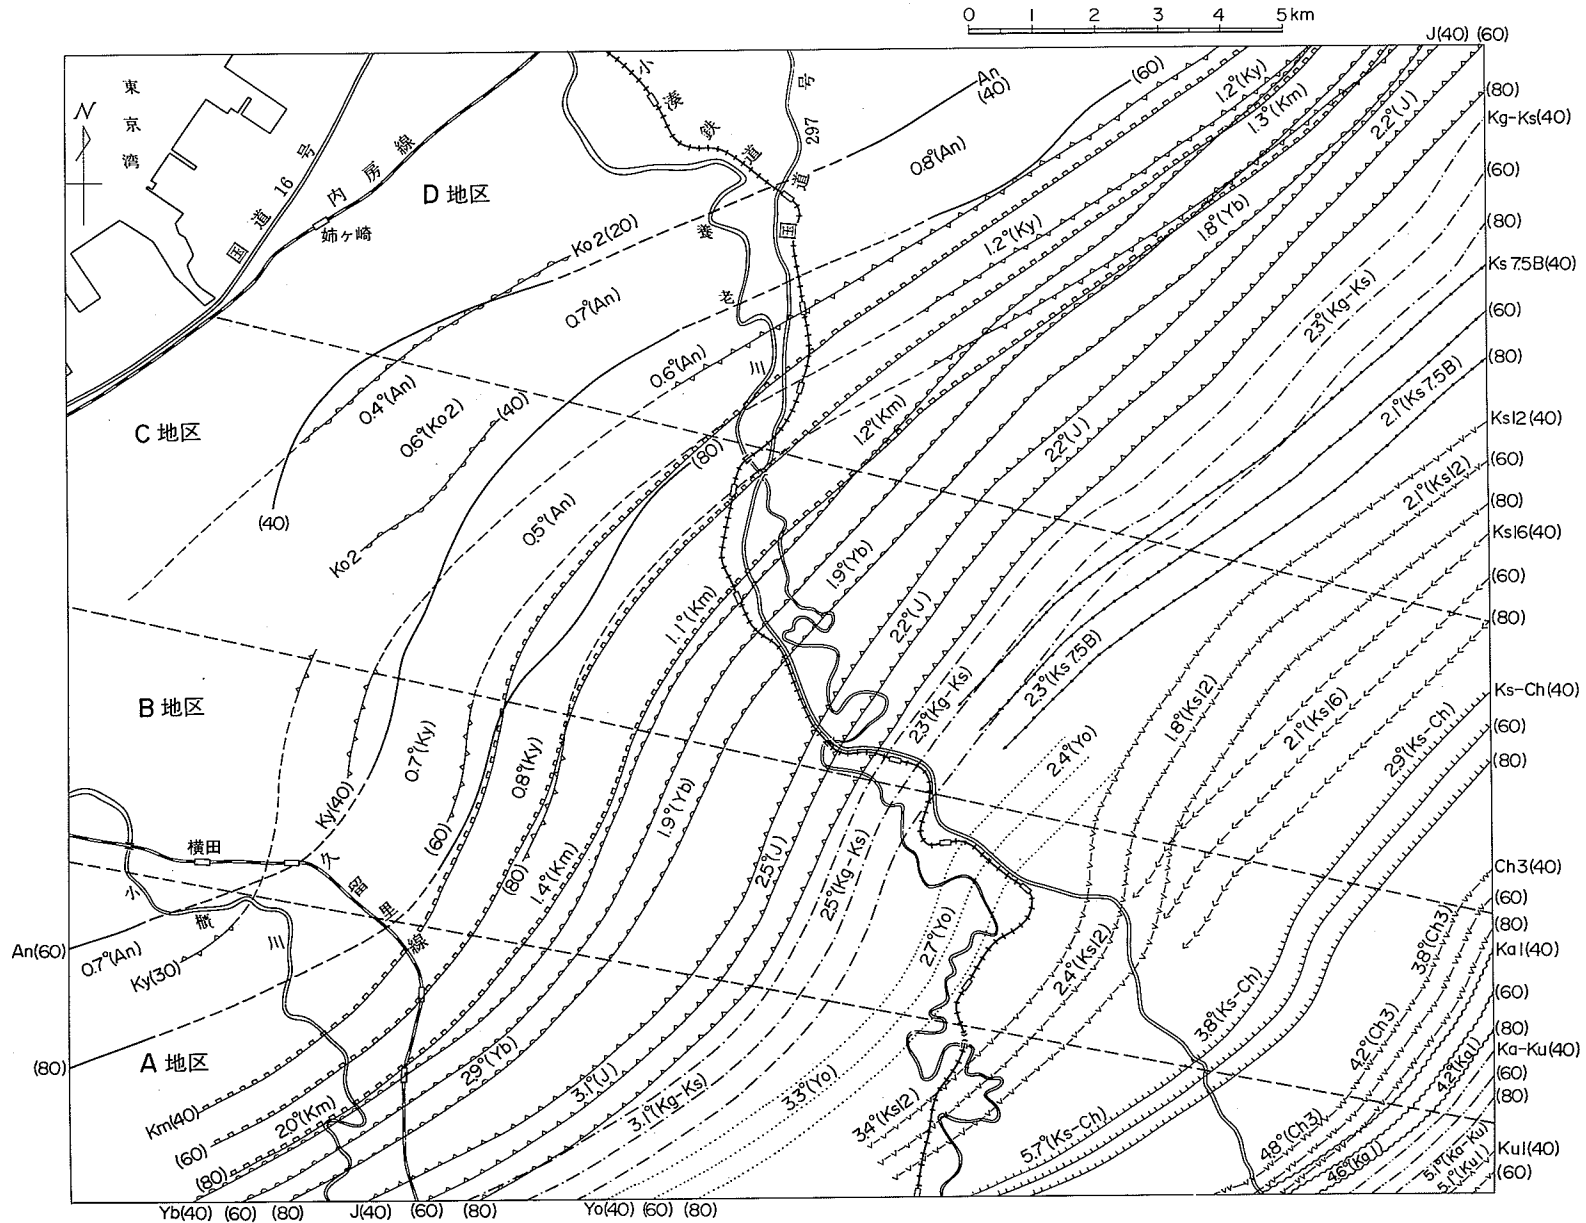 0 1 2 3 4 5 km
J(40) (60)
(80)
Kg-Ks(40)
(60)
(80)
Ks 7.5B(40)
(60)
(80)
Ks12(40)
(60)
(80)
Ks16(40)
(60)
(80)
Ks-Ch(40)
(60)
(80)
Ch3(40)
(60)
(80)
Ka1(40)
(60)
(80)
Ka-Ku(40)
(60)
(80)
Ku1(40)
(60)
N
東京湾
国道16号
内房線
姉ヶ崎
小湊鉄道
国道297号
養老川
D 地区
C 地区
B 地区
A 地区
An
(40)
(60)
0.8°(An)
1.2°(Ky)
1.3°(Km)
2.2°(J)
Ko2(20)
0.7°(An)
1.2°(Ky)
1.8°(Yb)
2.3°(Kg-Ks)
0.6°(An)
0.4°(An)
0.6°(Ko2)
(40)
1.2°(Km)
2.2°(J)
2.1°(Ks7.5B)
(80)
2.1°(Ks12)
(40)
0.5°(An)
Ko2
1.9°(Yb)
1.1°(Km)
2.2°(J)
2.3°(Ks7.5B)
2.3°(Kg-Ks)
1.8°(Ks12)
2.1°(Ks16)
2.9°(Ks-Ch)
2.4°(Yo)
0.7°(Ky)
0.8°(Ky)
1.9°(Yb)
Ky(40)
(60)
(80)
1.4°(Km)
2.5°(J)
2.5°(Kg-Ks)
横田
久留里線
小櫃川
An(60)
0.7°(An)
Ky(30)
2.7°(Yo)
2.4°(Ks12)
3.8°(Ch3)
3.8°(Ks-Ch)
4.2°(Ch3)
4.2°(Ka1)
(80)
2.9°(Yb)
3.1°(J)
3.1°(Kg-Ks)
3.3°(Yo)
3.4°(Ks12)
5.7°(Ks-Ch)
4.8°(Ch3)
4.6°(Ka1)
5.1°(Ka-Ku)
5.1°(Ku1)
Km(40)
2.0°(Km)
(60)
(80)
Yb(40) (60) (80) J(40) (60) (80) Yo(40) (60) (80)